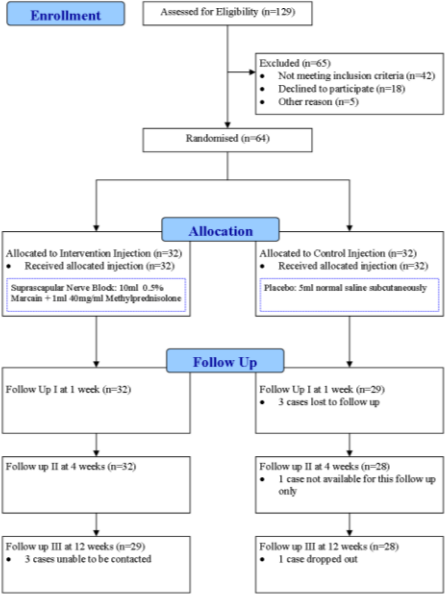 Enrollment
Assessed for Eligibility (n=129)
Excluded (n=65)
• Not meeting inclusion criteria (n=42)
• Declined to participate (n=18)
• Other reason (n=5)
Randomised (n=64)
Allocation
Allocated to Intervention Injection (n=32)
• Received allocated injection (n=32)
Suprascapular Nerve Block: 10ml 0.5%
Marcain + 1ml 40mg/ml Methylprednisolone
Allocated to Control Injection (n=32)
• Received allocated injection (n=32)
Placebo: 5ml normal saline subcutaneously
Follow Up
Follow Up I at 1 week (n=32)
Follow Up I at 1 week (n=29)
• 3 cases lost to follow up
Follow up II at 4 weeks (n=32)
Follow up II at 4 weeks (n=28)
• 1 case not available for this follow up
only
Follow up III at 12 weeks (n=29)
• 3 cases unable to be contacted
Follow up III at 12 weeks (n=28)
• 1 case dropped out